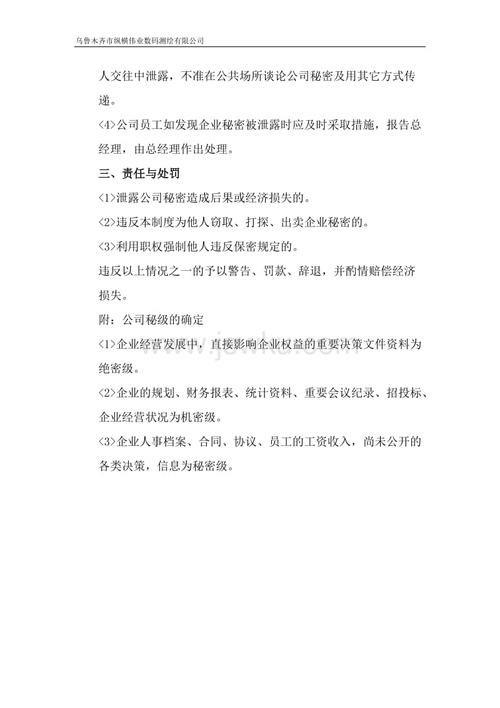 乌鲁木齐市纵横伟业数码测绘有限公司
人交往中泄露，不准在公共场所谈论公司秘密及用其它方式传
递。
<4>公司员工如发现企业秘密被泄露时应及时采取措施，报告总
经理，由总经理作出处理。
三、责任与处罚
<1>泄露公司秘密造成后果或经济损失的。
<2>违反本制度为他人窃取、打探、出卖企业秘密的。
<3>利用职权强制他人违反保密规定的。
违反以上情况之一的予以警告、罚款、辞退，并酌情赔偿经济
损失。
附：公司秘级的确定
<1>企业经营发展中，直接影响企业权益的重要决策文件资料为
绝密级。
<2>企业的规划、财务报表、统计资料、重要会议纪录、招投标、
企业经营状况为机密级。
<3>企业人事档案、合同、协议、员工的工资收入，尚未公开的
各类决策，信息为秘密级。